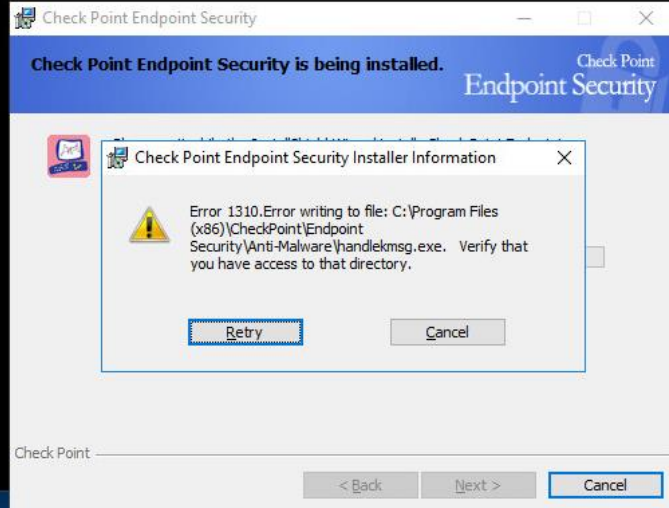 Check Point Endpoint Security
Check Point Endpoint Security is being installed.
Check Point
Endpoint Security
Check Point Endpoint Security Installer Information
Error 1310.Error writing to file: C:\Program Files
(x86)\CheckPoint\Endpoint
Security\Anti-Malware\handlekmsg.exe.   Verify that
you have access to that directory.
Retry
Cancel
Check Point
< Back
Next >
Cancel